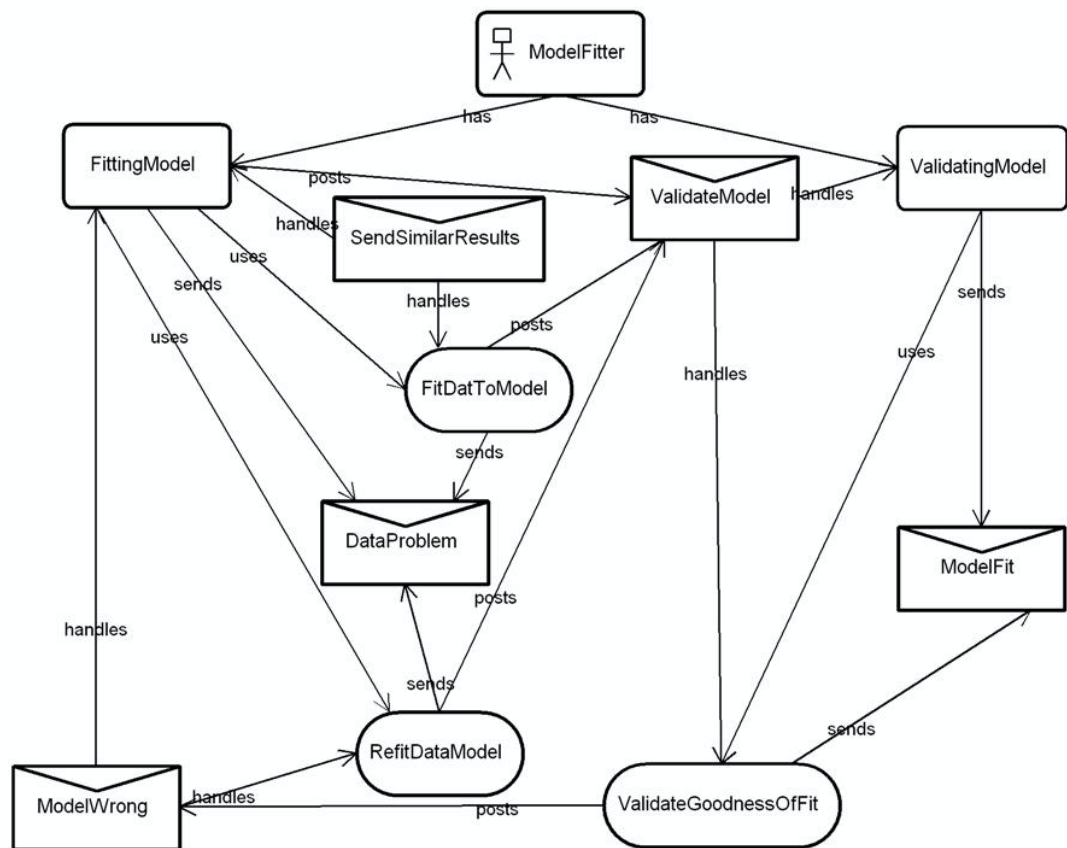 ModelFitter
has
has
FittingModel
ValidatingModel
posts
ValidateModel
handles
handles
SendSimilarResults
uses
sends
handles
posts
uses
handles
uses
sends
FitDatToModel
sends
DataProblem
ModelFit
posts
handles
sends
sends
RefitDataModel
handles
ModelWrong
posts
ValidateGoodnessOfFit